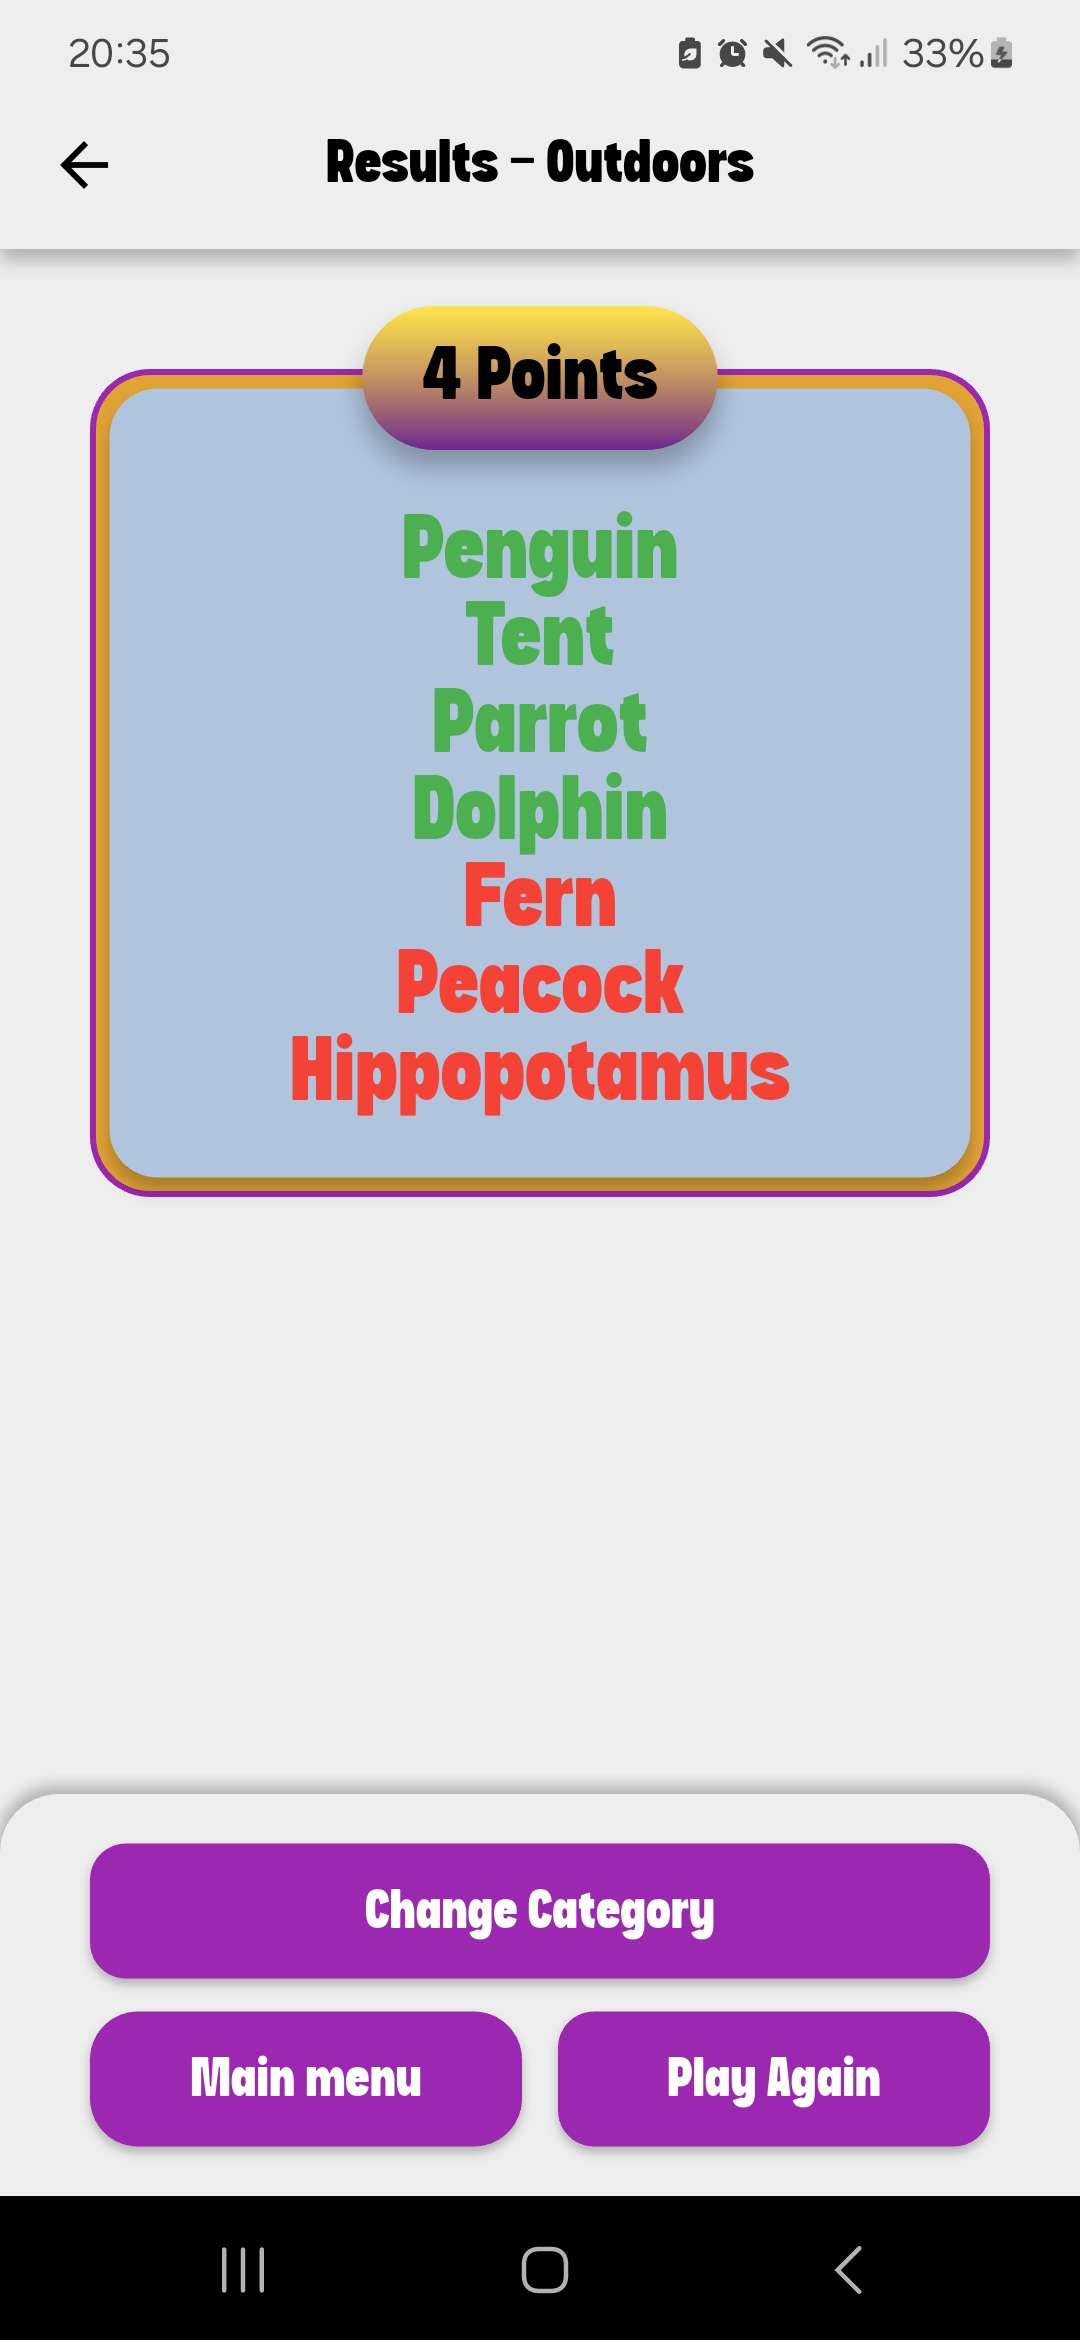 20:35
33%
Results - Outdoors
4 Points
Penguin
Tent
Parrot
Dolphin
Fern
Peacock
Hippopotamus
Change Category
Main menu
Play Again